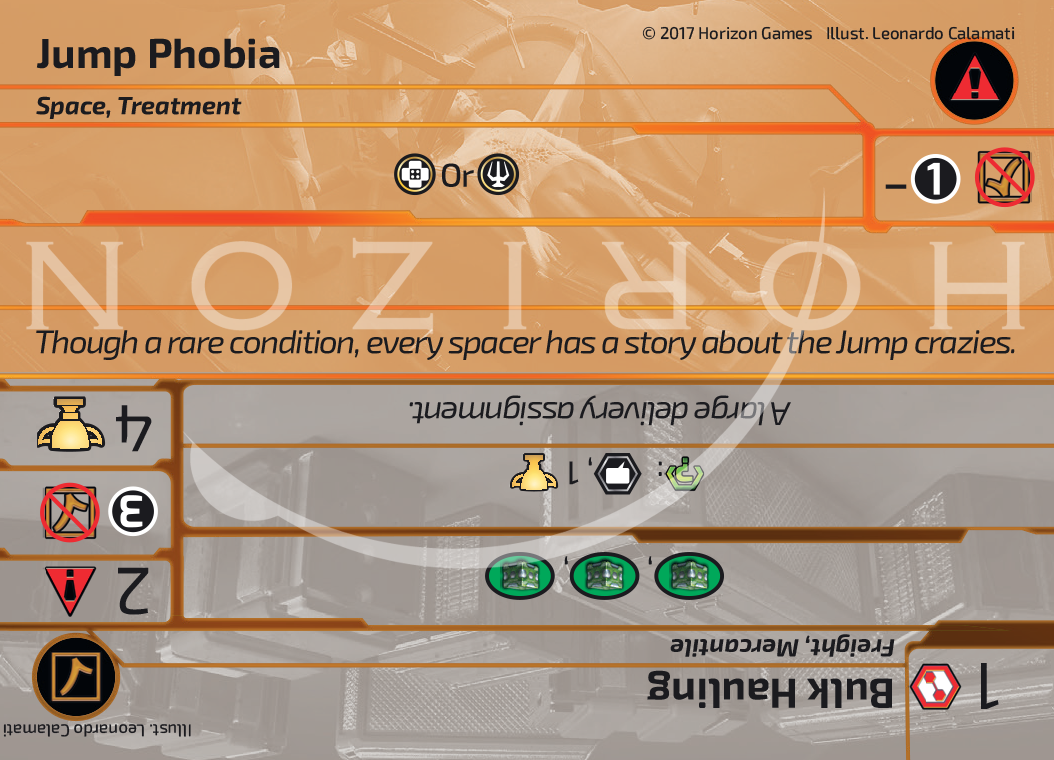 © 2017 Horizon Games Illust. Leonardo Calamati
Jump Phobia
Space, Treatment
Or
– 1
HORIZON
Though a rare condition, every spacer has a story about the Jump crazies.
1
Bulk Hauling
Freight, Mercantile
Illust. Leonardo Calamati
2
, ,
3
: , 1
4
A large delivery assignment.